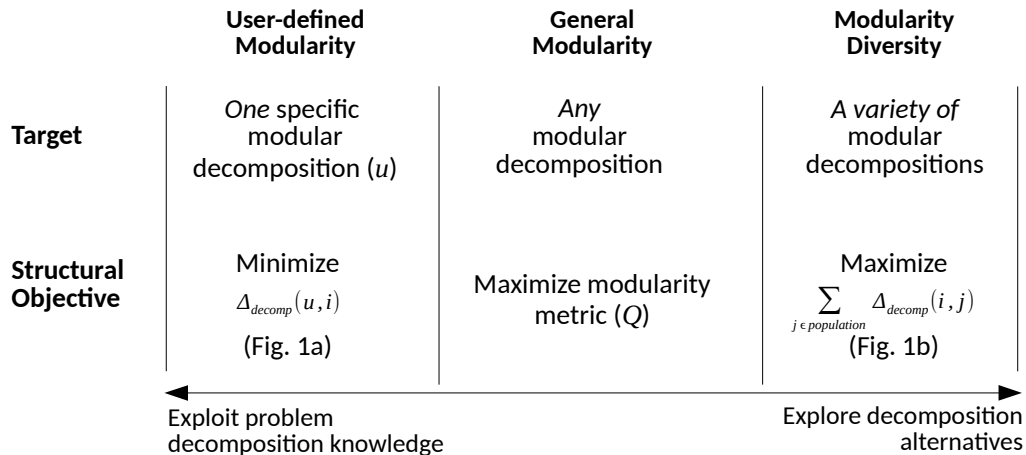 User-defined
Modularity
General
Modularity
Modularity
Diversity
Target
One specific
modular
decomposition (u)
Any
modular
decomposition
A variety of
modular
decompositions
Structural
Objective
Minimize
Δdecomp(u,i)
(Fig. 1a)
Maximize modularity
metric (Q)
Maximize
∑ Δdecomp(i,j)
j ϵ population
(Fig. 1b)
Exploit problem
decomposition knowledge
Explore decomposition
alternatives